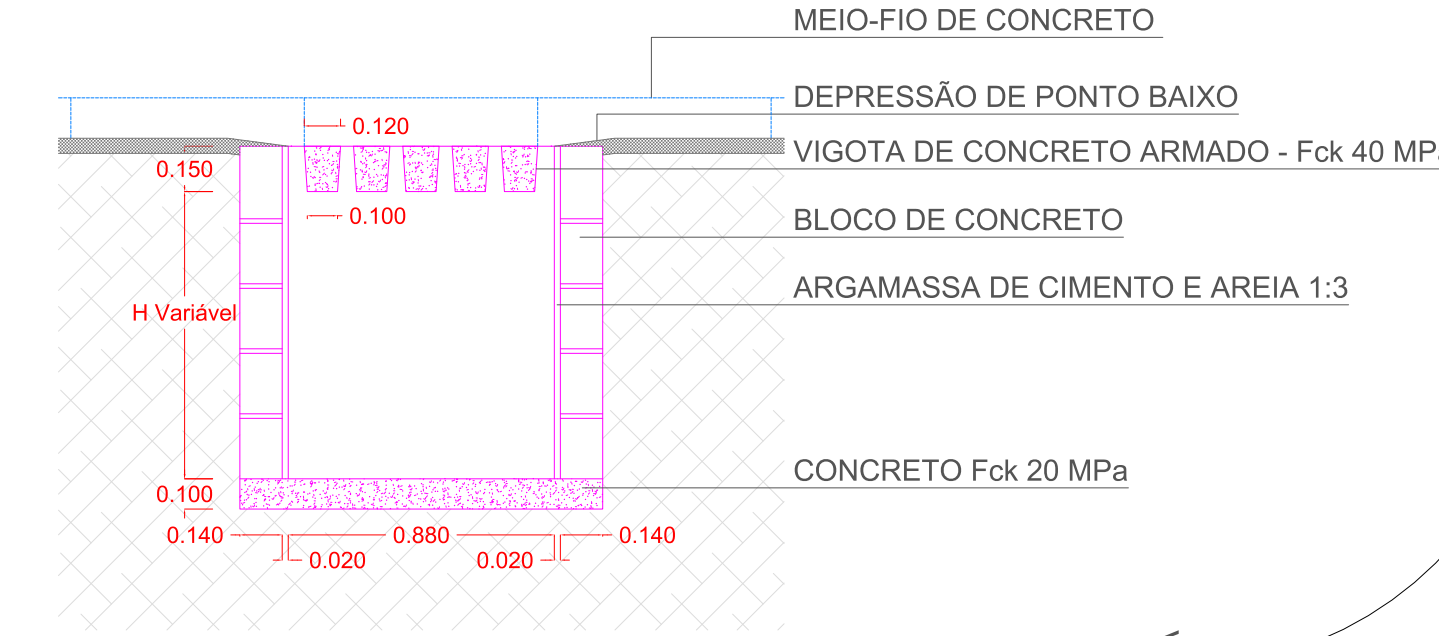 MEIO-FIO DE CONCRETO
DEPRESSÃO DE PONTO BAIXO
0.120
VIGOTA DE CONCRETO ARMADO - Fck 40 MPa
0.150
0.100
BLOCO DE CONCRETO
ARGAMASSA DE CIMENTO E AREIA 1:3
H Variável
CONCRETO Fck 20 MPa
0.100
0.140
0.880
0.140
0.020
0.020